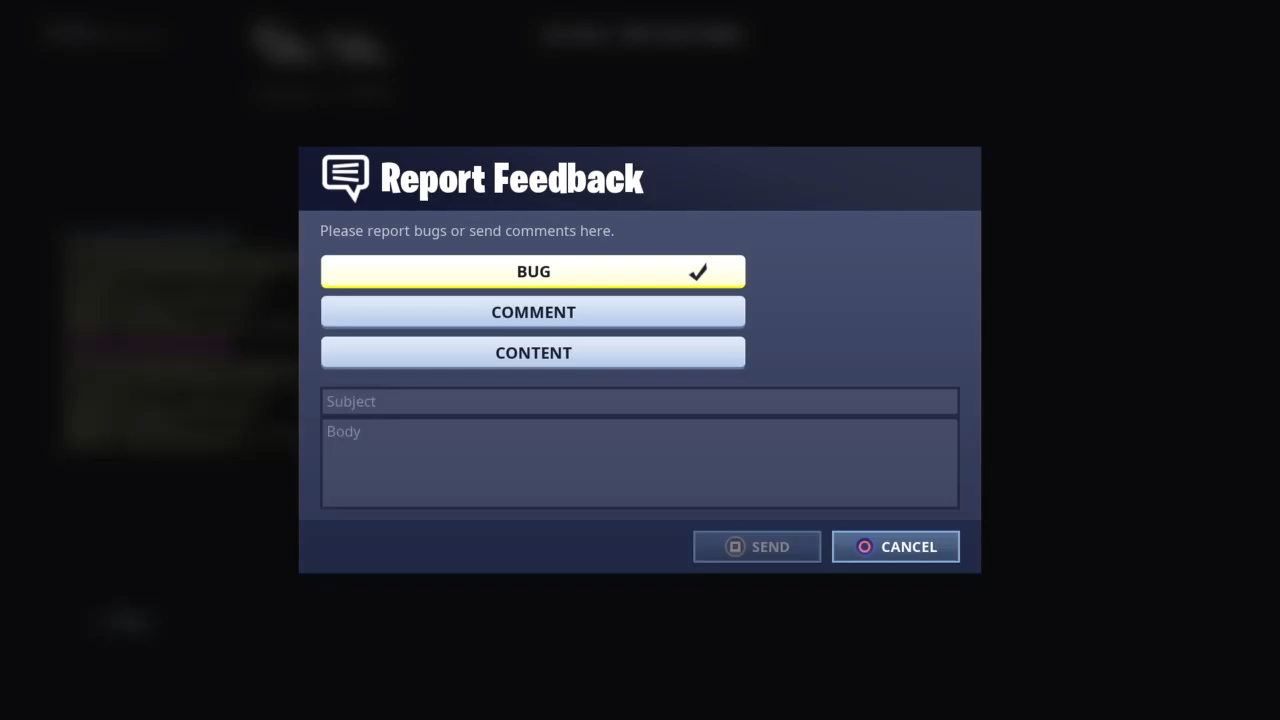 Report Feedback
Please report bugs or send comments here.
BUG
COMMENT
CONTENT
Subject
Body
SEND
CANCEL